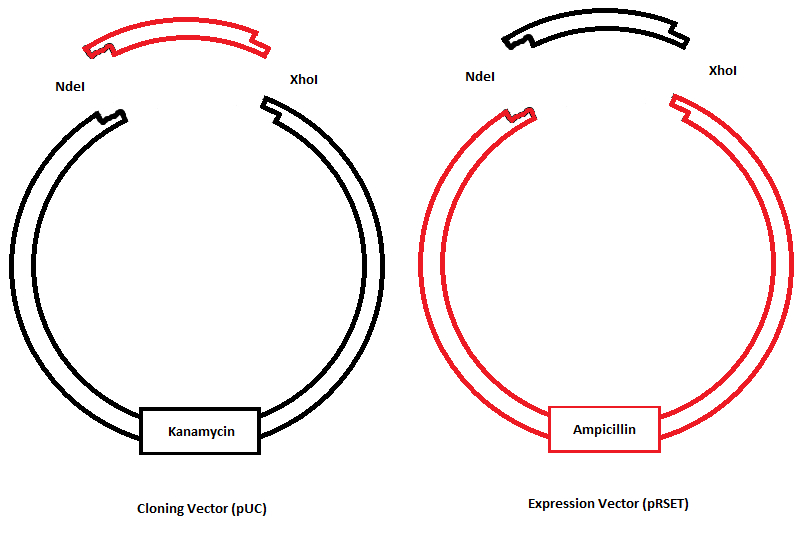 NdeI
XhoI
Kanamycin
Cloning Vector (pUC)
NdeI
XhoI
Ampicillin
Expression Vector (pRSET)